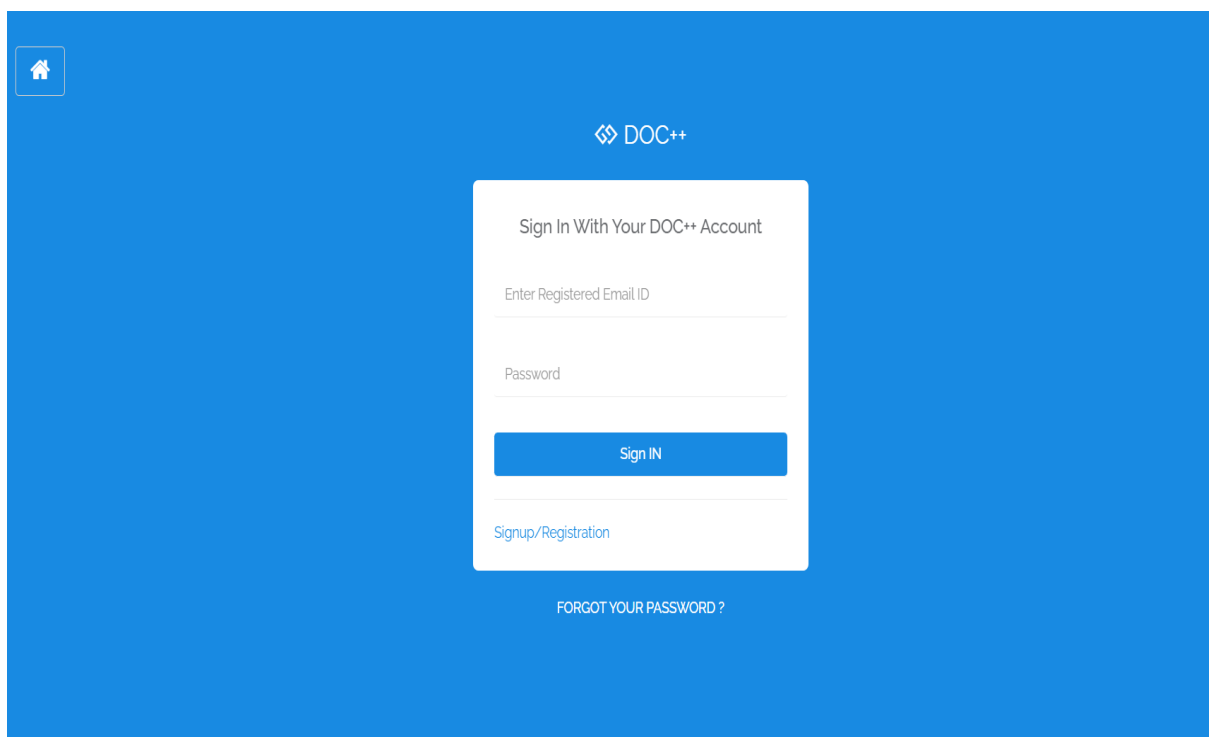 DOC++
Sign In With Your DOC++ Account
Enter Registered Email ID
Password
Sign IN
Signup/Registration
FORGOT YOUR PASSWORD ?